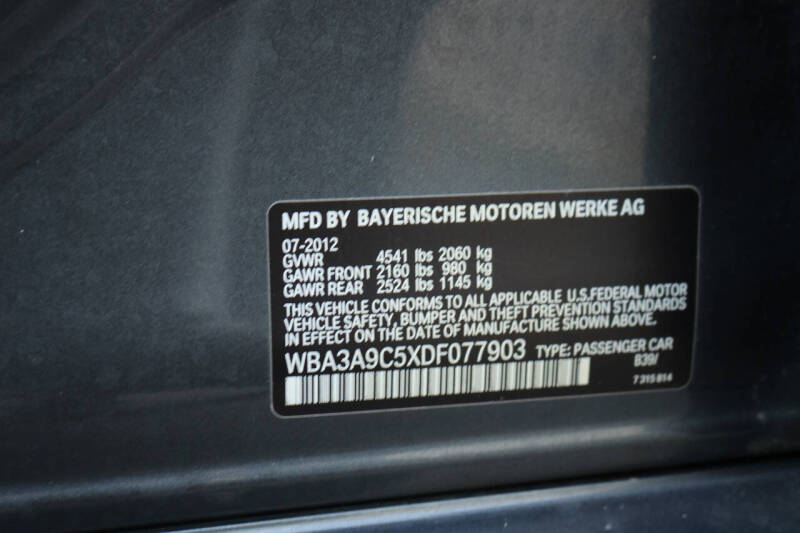 MFD BY BAYERISCHE MOTOREN WERKE AG
07-2012
GVWR 4541 lbs 2060 kg
GAWR FRONT 2160 lbs 980 kg
GAWR REAR 2524 lbs 1145 kg
THIS VEHICLE CONFORMS TO ALL APPLICABLE U.S.FEDERAL MOTOR
VEHICLE SAFETY, BUMPER AND THEFT PREVENTION STANDARDS
IN EFFECT ON THE DATE OF MANUFACTURE SHOWN ABOVE.
WBA3A9C5XDF077903 TYPE: PASSENGER CAR
B39/
7 315 814